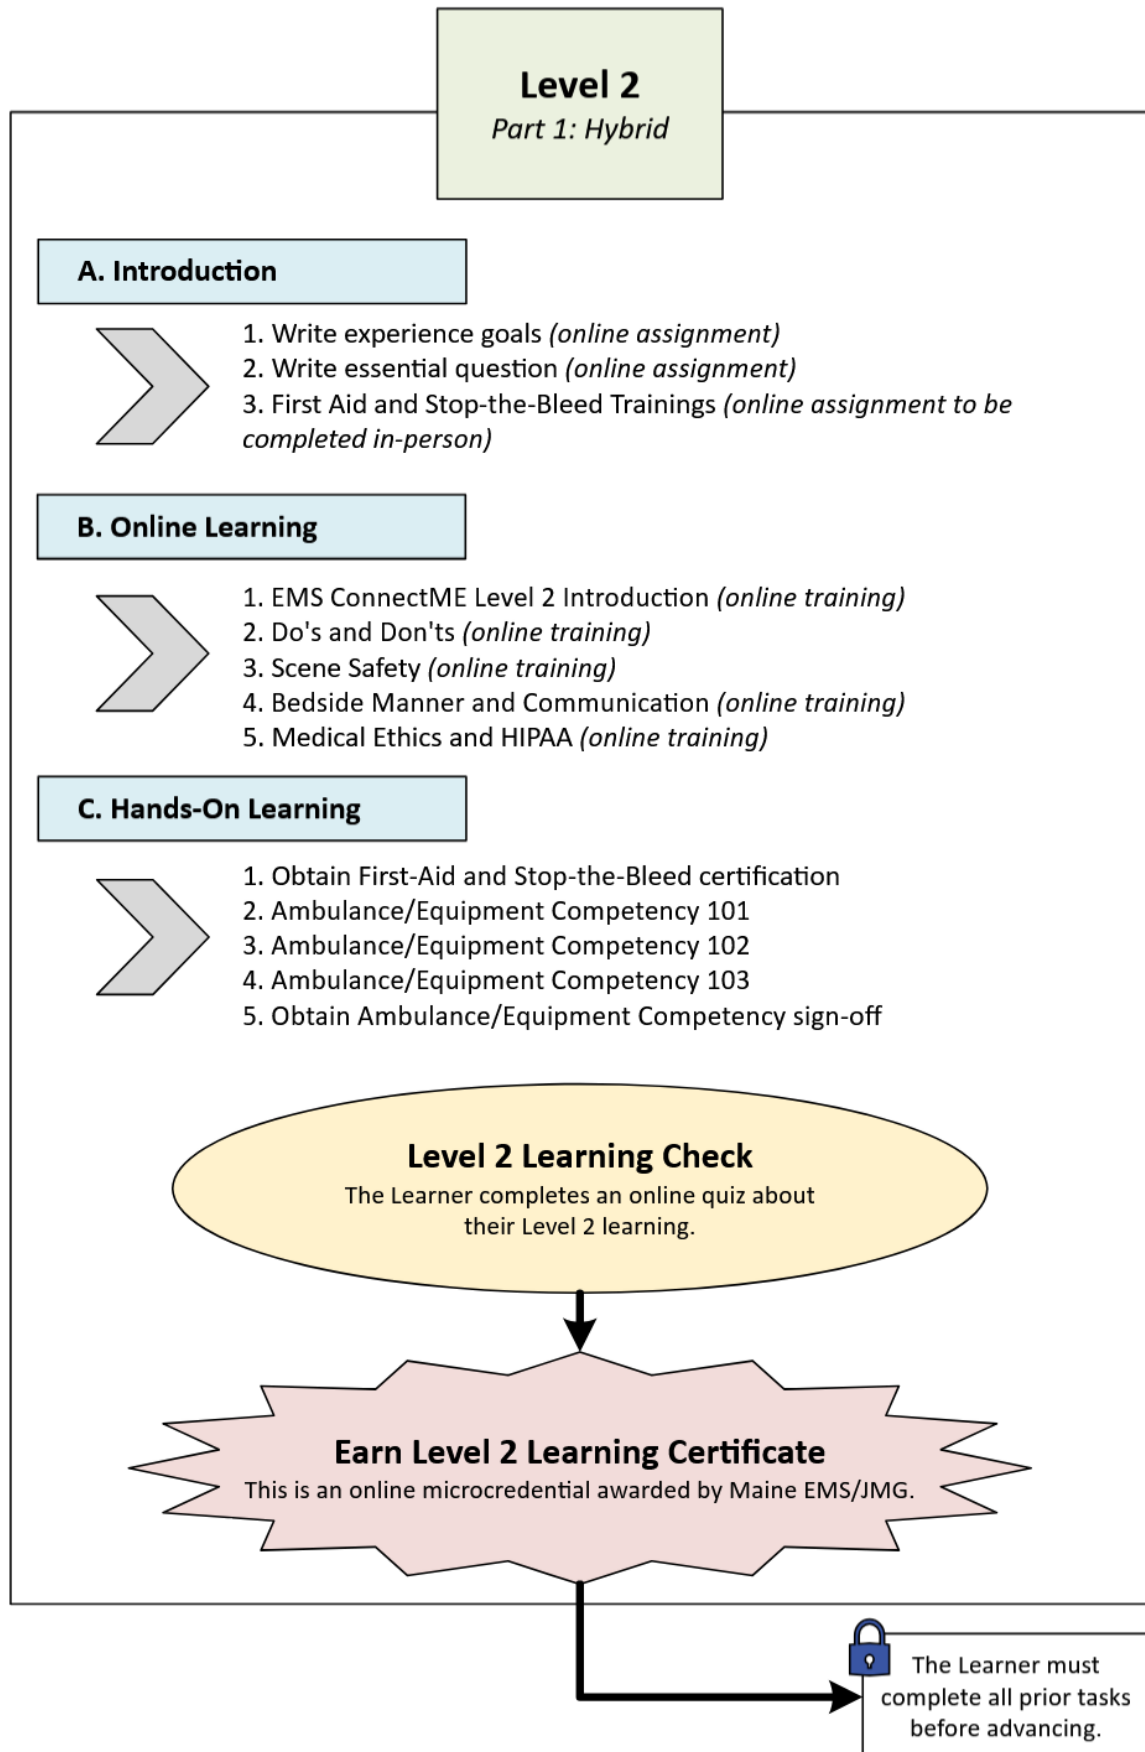 Level 2
Part 1: Hybrid
A. Introduction
1. Write experience goals (online assignment)
2. Write essential question (online assignment)
3. First Aid and Stop-the-Bleed Trainings (online assignment to be
completed in-person)
B. Online Learning
1. EMS ConnectME Level 2 Introduction (online training)
2. Do's and Don'ts (online training)
3. Scene Safety (online training)
4. Bedside Manner and Communication (online training)
5. Medical Ethics and HIPAA (online training)
C. Hands-On Learning
1. Obtain First-Aid and Stop-the-Bleed certification
2. Ambulance/Equipment Competency 101
3. Ambulance/Equipment Competency 102
4. Ambulance/Equipment Competency 103
5. Obtain Ambulance/Equipment Competency sign-off
Level 2 Learning Check
The Learner completes an online quiz about
their Level 2 learning.
Earn Level 2 Learning Certificate
This is an online microcredential awarded by Maine EMS/JMG.
The Learner must
complete all prior tasks
before advancing.